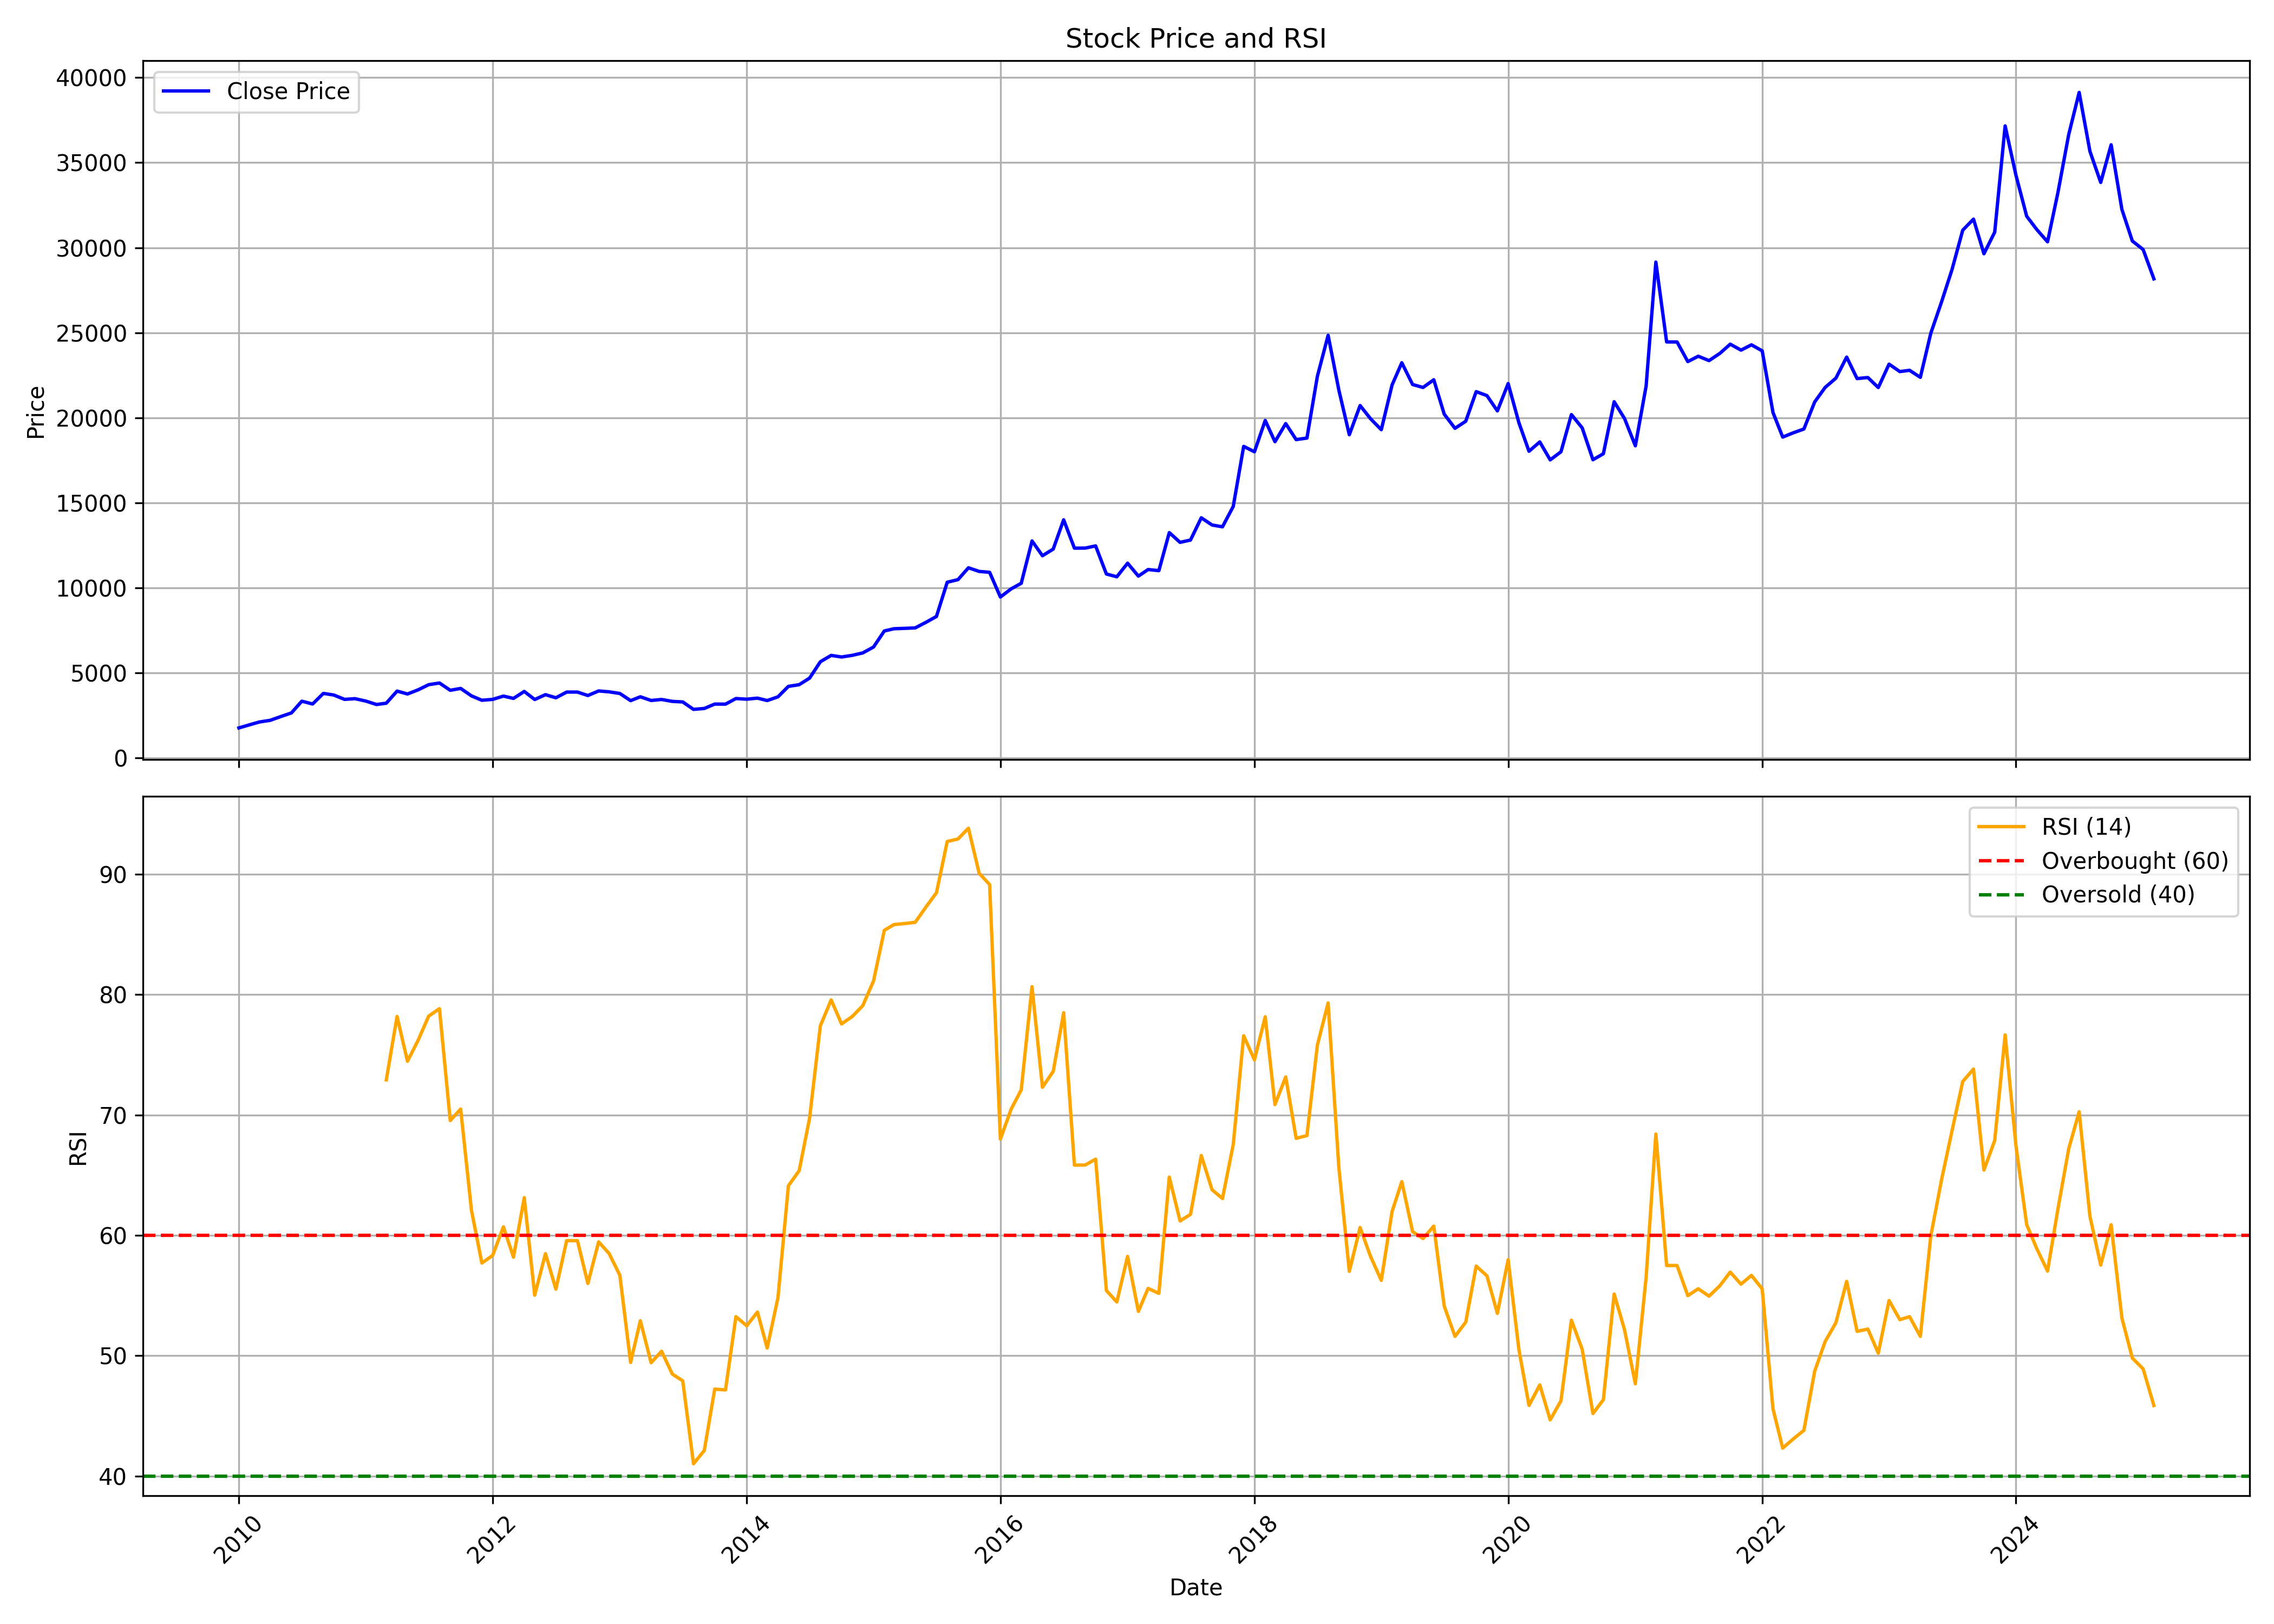 Stock Price and RSI
Close Price
Price
40000
35000
30000
25000
20000
15000
10000
5000
0
RSI (14)
Overbought (60)
Oversold (40)
RSI
90
80
70
60
50
40
2010 2012 2014 2016 2018 2020 2022 2024
Date